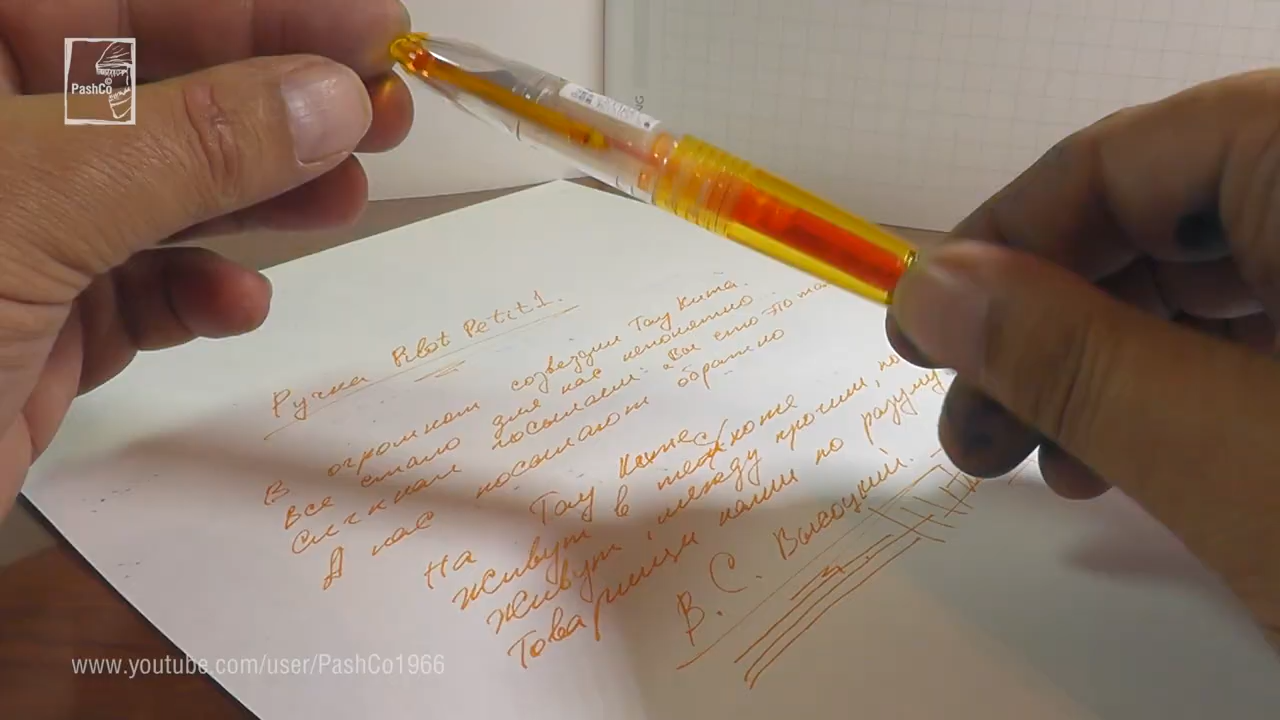 PashCo
Ручка Pilot Petit1.
В огромном созвездии Тау Кита.
Все стало для нас непонятно
Сигнал посылаем: "Вы что это та
А нас посылают обратно
На Тау Ките
Живут в тесноте
Живут, между прочим, по
Товарищи наши по разуму
В. С. Высоцкий.
www.youtube.com/user/PashCo1966